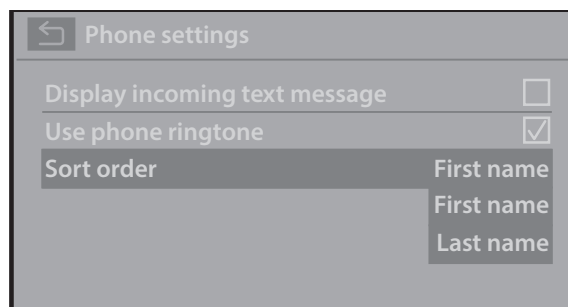 Phone settings
Display incoming text message
Use phone ringtone
Sort order First name
First name
Last name